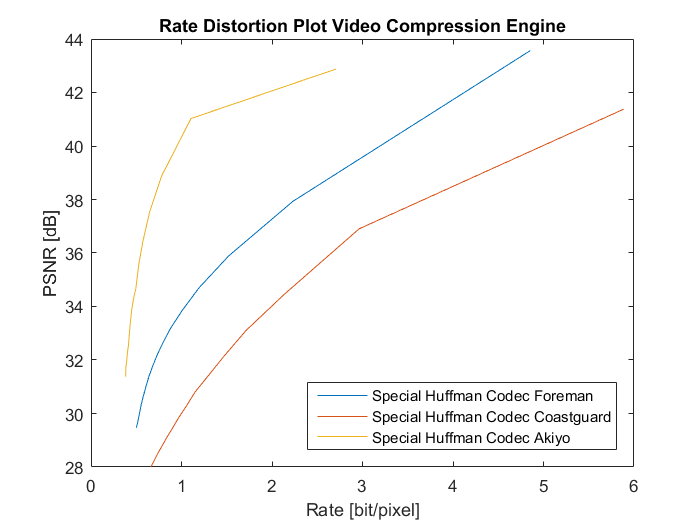 Rate Distortion Plot Video Compression Engine
44
42
40
38
36
34
32
30
28
PSNR [dB]
Special Huffman Codec Foreman
Special Huffman Codec Coastguard
Special Huffman Codec Akiyo
0 1 2 3 4 5 6
Rate [bit/pixel]